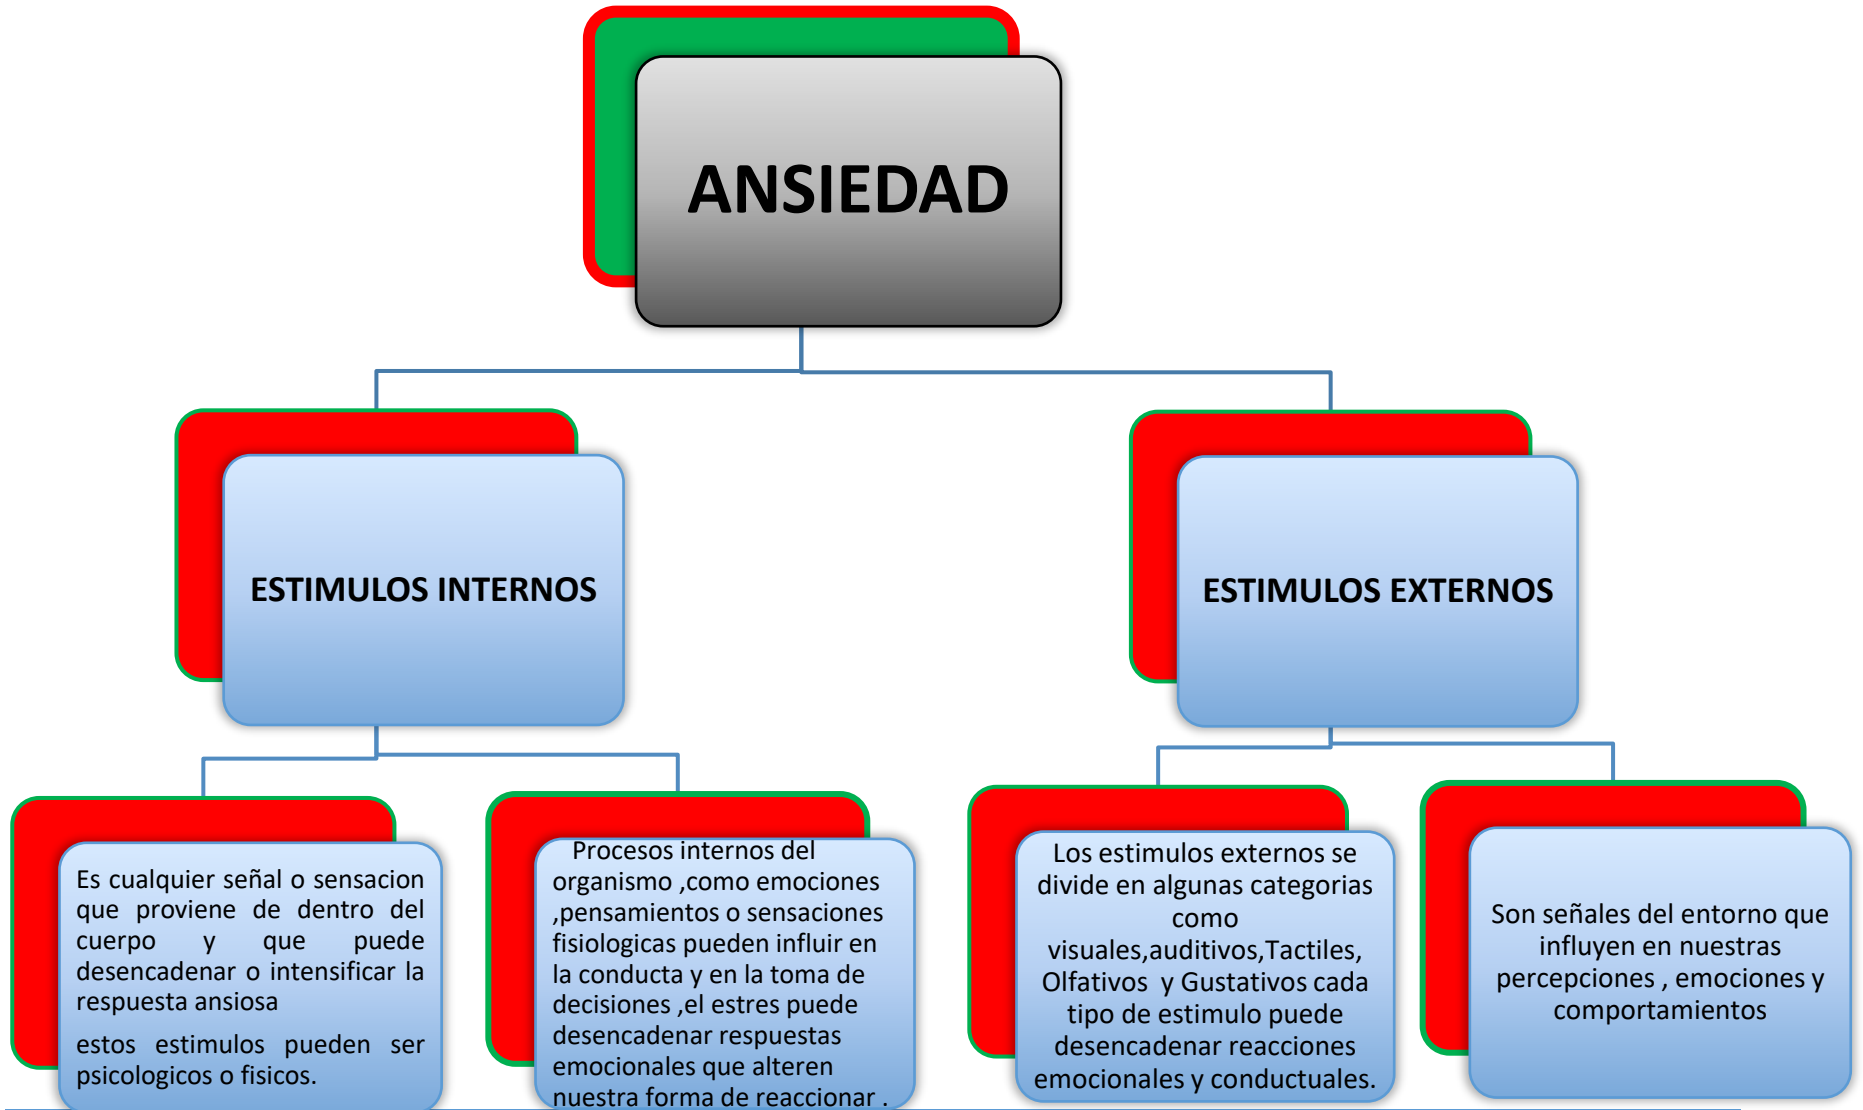 ANSIEDAD
ESTIMULOS INTERNOS
ESTIMULOS EXTERNOS
Es cualquier señal o sensacion
que proviene de dentro del
cuerpo y que puede
desencadenar o intensificar la
respuesta ansiosa
estos estimulos pueden ser
psicologicos o fisicos.
Procesos internos del
organismo ,como emociones
,pensamientos o sensaciones
fisiologicas pueden influir en
la conducta y en la toma de
decisiones ,el estres puede
desencadenar respuestas
emocionales que alteren
nuestra forma de reaccionar .
Los estimulos externos se
divide en algunas categorias
como
visuales,auditivos,Tactiles,
Olfativos y Gustativos cada
tipo de estimulo puede
desencadenar reacciones
emocionales y conductuales.
Son señales del entorno que
influyen en nuestras
percepciones , emociones y
comportamientos